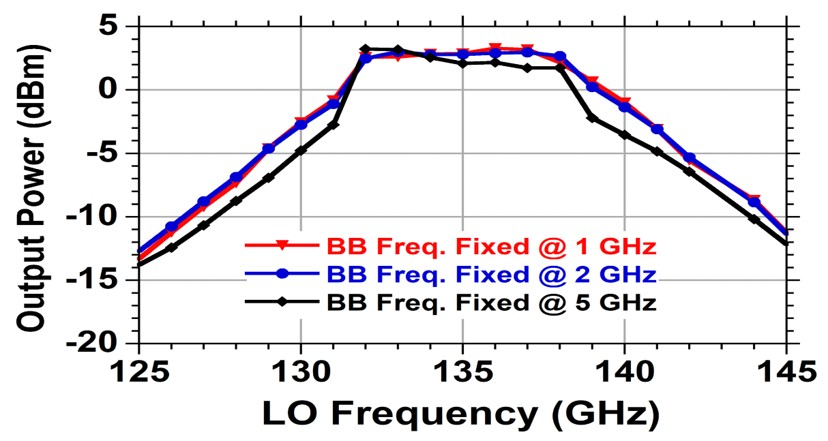 Output Power (dBm)
5
0
-5
-10
-15
-20
BB Freq. Fixed @ 1 GHz
BB Freq. Fixed @ 2 GHz
BB Freq. Fixed @ 5 GHz
125 130 135 140 145
LO Frequency (GHz)